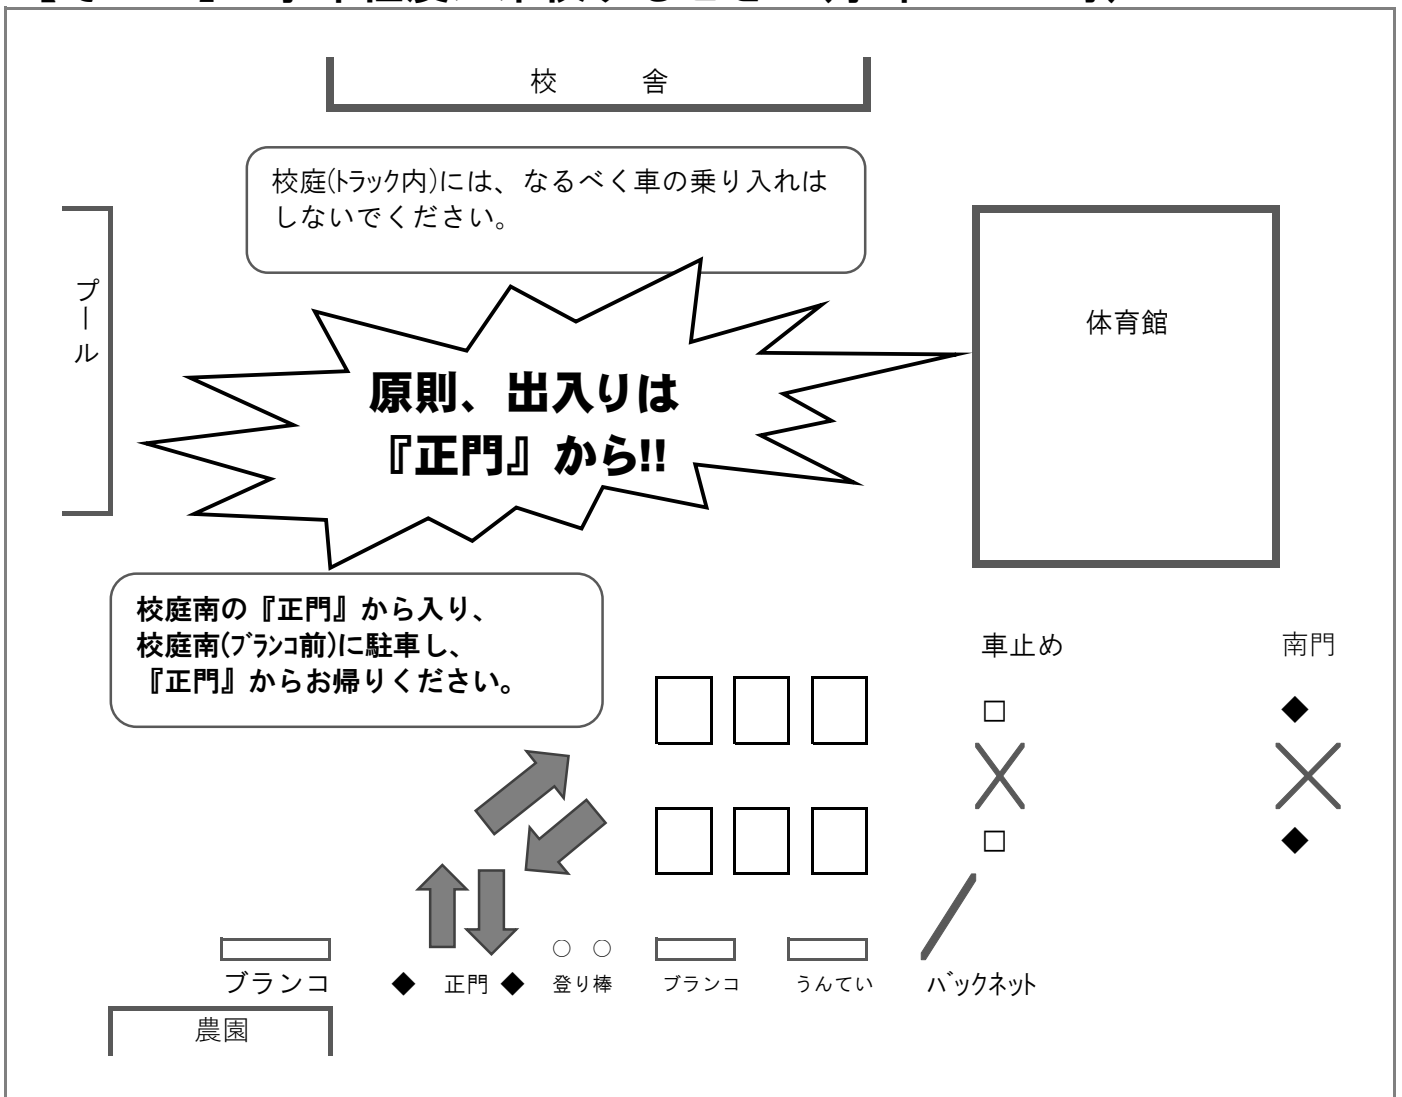 校　　舎
校庭(ﾄﾗｯｸ内)には、なるべく車の乗り入れは
しないでください。
プール
体育館
原則、出入りは
『正門』から!!
校庭南の『正門』から入り、
校庭南(ﾌﾞﾗﾝｺ前)に駐車し、
『正門』からお帰りください。
車止め
南門
ブランコ
◆ 正門 ◆
登り棒
ブランコ
うんてい
ﾊﾞックネット
農園